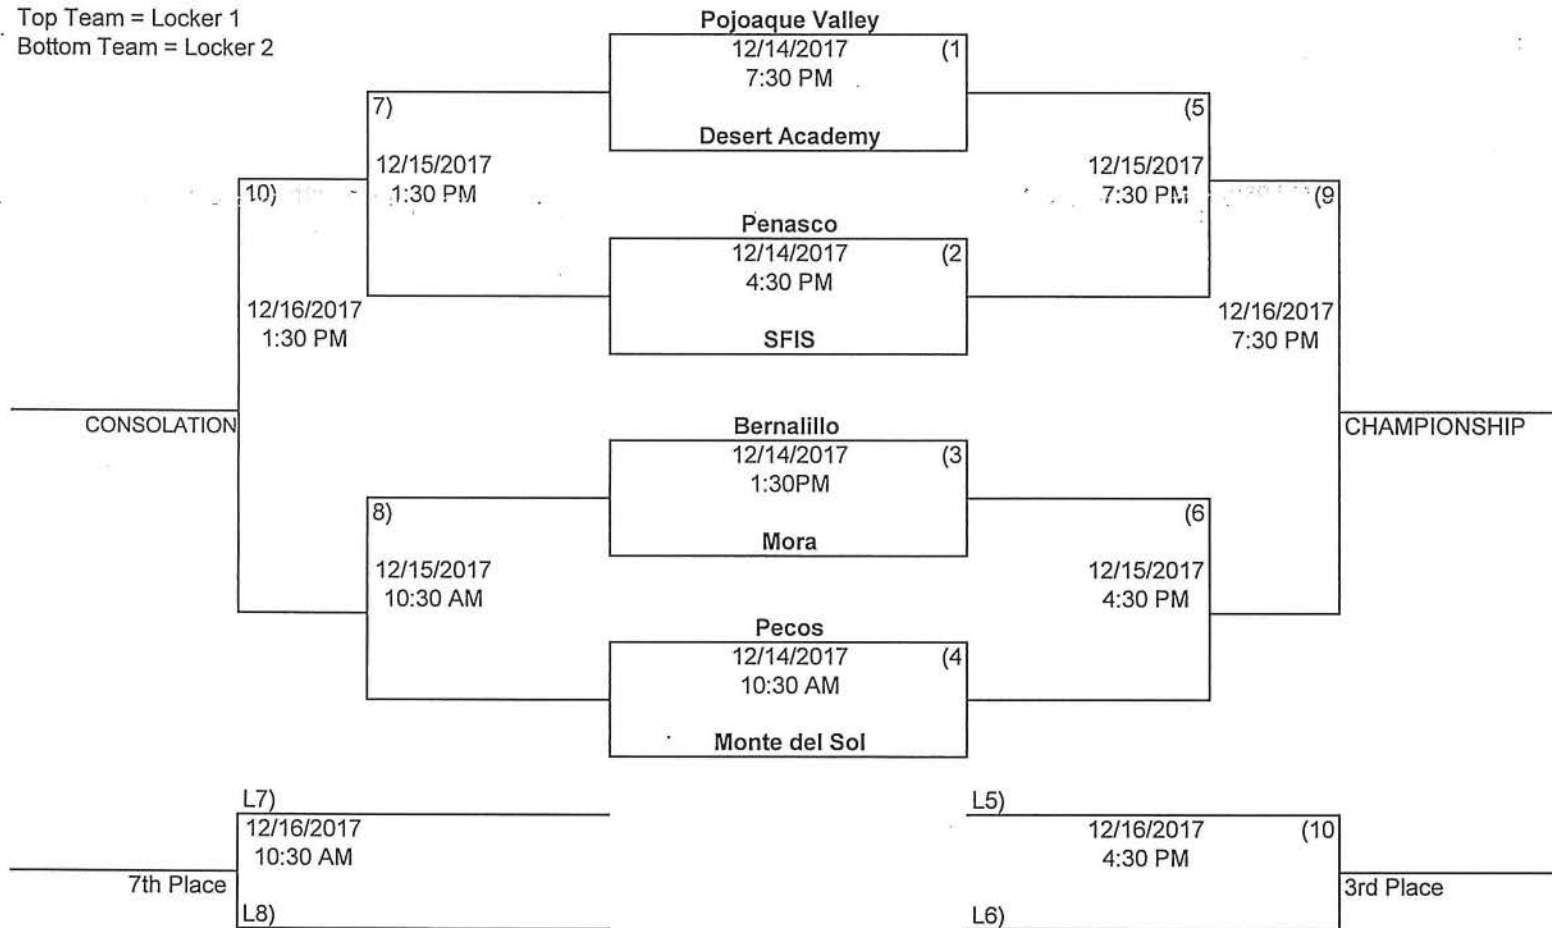 Top Team = Locker 1
Bottom Team = Locker 2
Pojoaque Valley
12/14/2017 (1
7:30 PM
Desert Academy
7)
12/15/2017
1:30 PM
(5
12/15/2017
7:30 PM
10)
12/16/2017
1:30 PM
(9
12/16/2017
7:30 PM
Penasco
12/14/2017 (2
4:30 PM
SFIS
CONSOLATION
CHAMPIONSHIP
Bernalillo
12/14/2017 (3
1:30PM
Mora
8)
12/15/2017
10:30 AM
(6
12/15/2017
4:30 PM
Pecos
12/14/2017 (4
10:30 AM
Monte del Sol
L7)
12/16/2017
10:30 AM
7th Place
L8)
L5)
12/16/2017 (10
4:30 PM
3rd Place
L6)